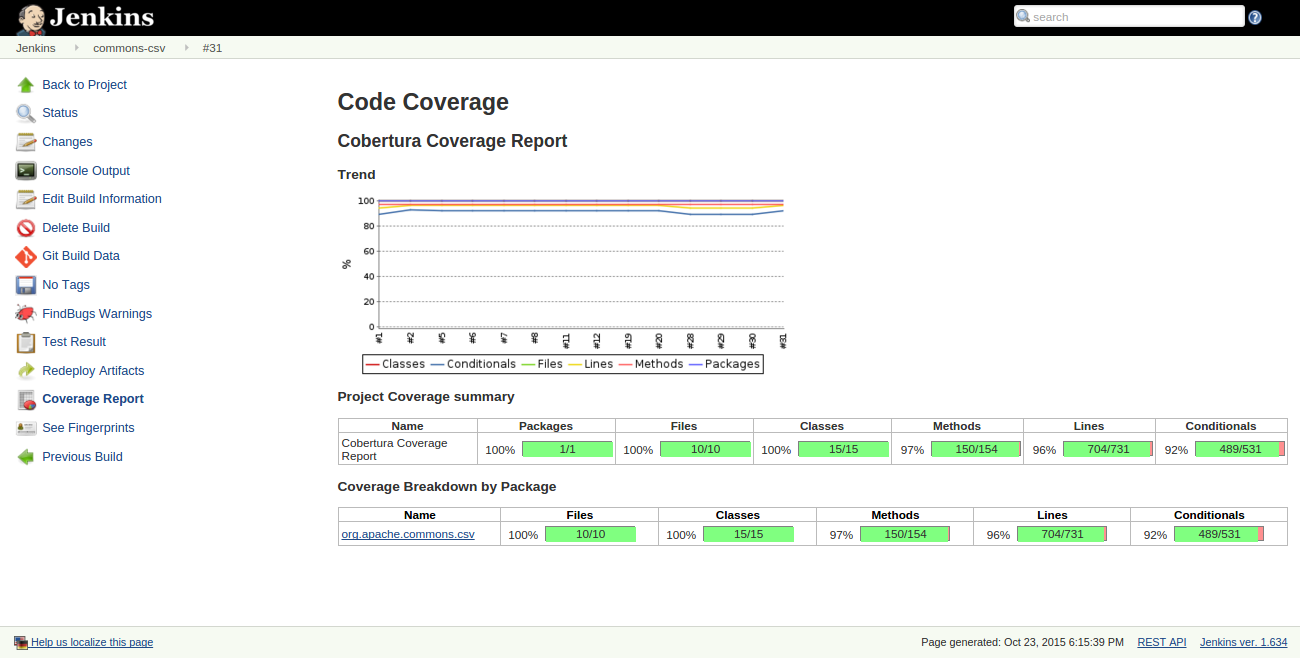 Jenkins
search
Jenkins commons-csv #31
Back to Project
Status
Changes
Console Output
Edit Build Information
Delete Build
Git Build Data
No Tags
FindBugs Warnings
Test Result
Redeploy Artifacts
Coverage Report
See Fingerprints
Previous Build
Code Coverage
Cobertura Coverage Report
Trend
100
80
60
40
20
0
%
#1 #2 #5 #6 #7 #8 #11 #12 #19 #20 #28 #29 #30 #31
Classes Conditionals Files Lines Methods Packages
Project Coverage summary
Name Packages Files Classes Methods Lines Conditionals
Cobertura Coverage Report 100% 1/1 100% 10/10 100% 15/15 97% 150/154 96% 704/731 92% 489/531
Coverage Breakdown by Package
Name Files Classes Methods Lines Conditionals
org.apache.commons.csv 100% 10/10 100% 15/15 97% 150/154 96% 704/731 92% 489/531
Help us localize this page
Page generated: Oct 23, 2015 6:15:39 PM REST API Jenkins ver. 1.634